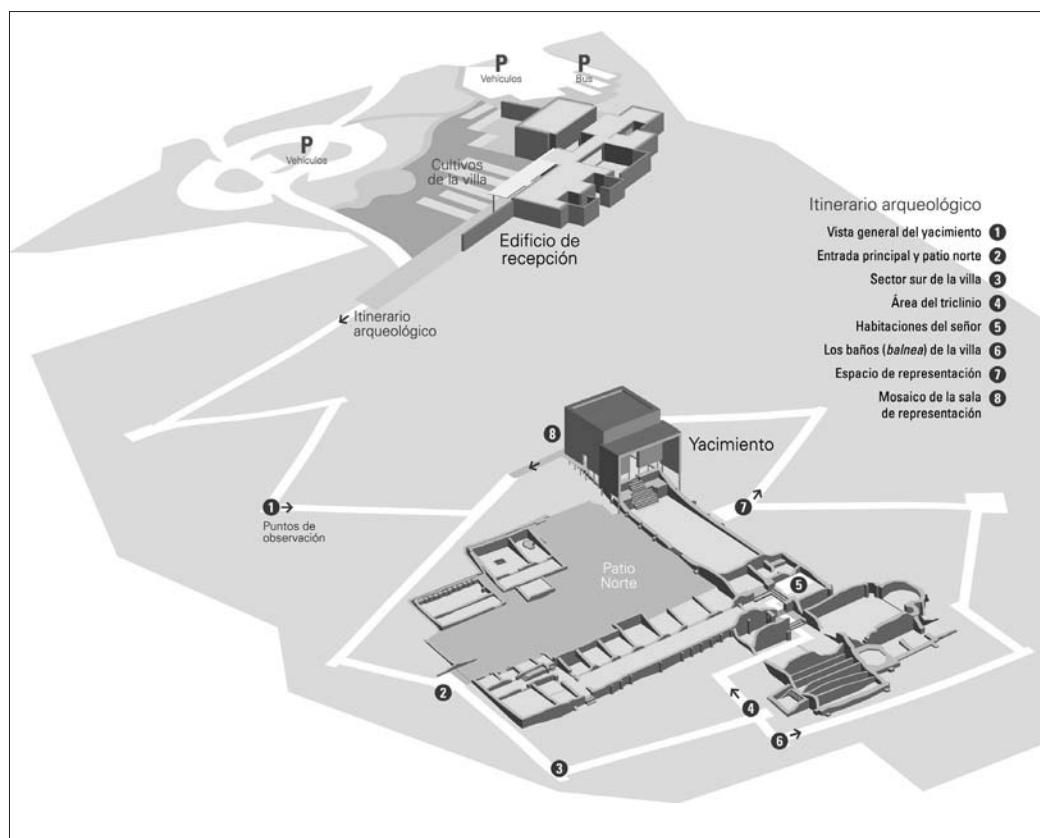 P
Vehículos
P
Bus
P
Vehículos
Cultivos
de la villa
Edificio de
recepción
Itinerario
arqueológico
Itinerario arqueológico
Vista general del yacimiento 1
Entrada principal y patio norte 2
Sector sur de la villa 3
Área del triclinio 4
Habitaciones del señor 5
Los baños (balnea) de la villa 6
Espacio de representación 7
Mosaico de la sala 8
de representación
8
Yacimiento
1
Puntos de
observación
7
Patio
Norte
5
2
4
6
3